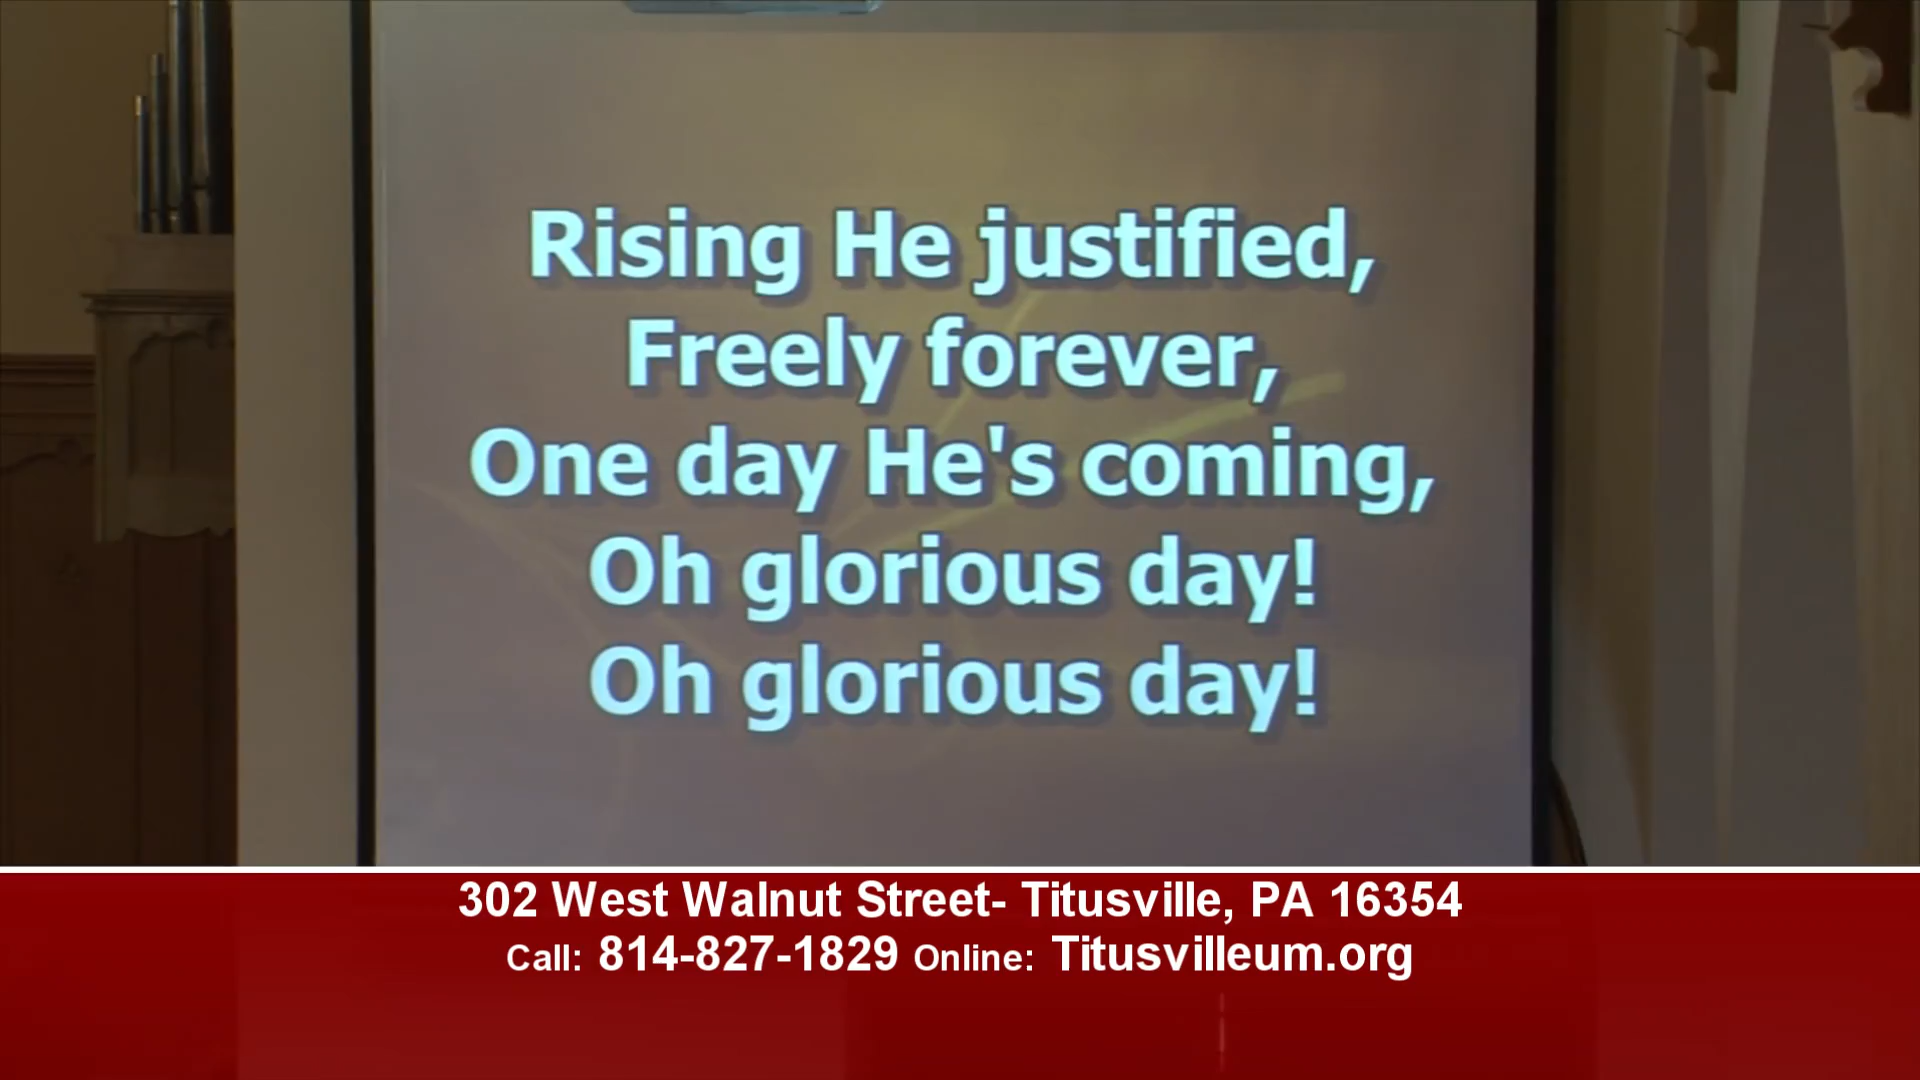 Rising He justified,
Freely forever,
One day He's coming,
Oh glorious day!
Oh glorious day!
302 West Walnut Street- Titusville, PA 16354
Call: 814-827-1829 Online: Titusvilleum.org